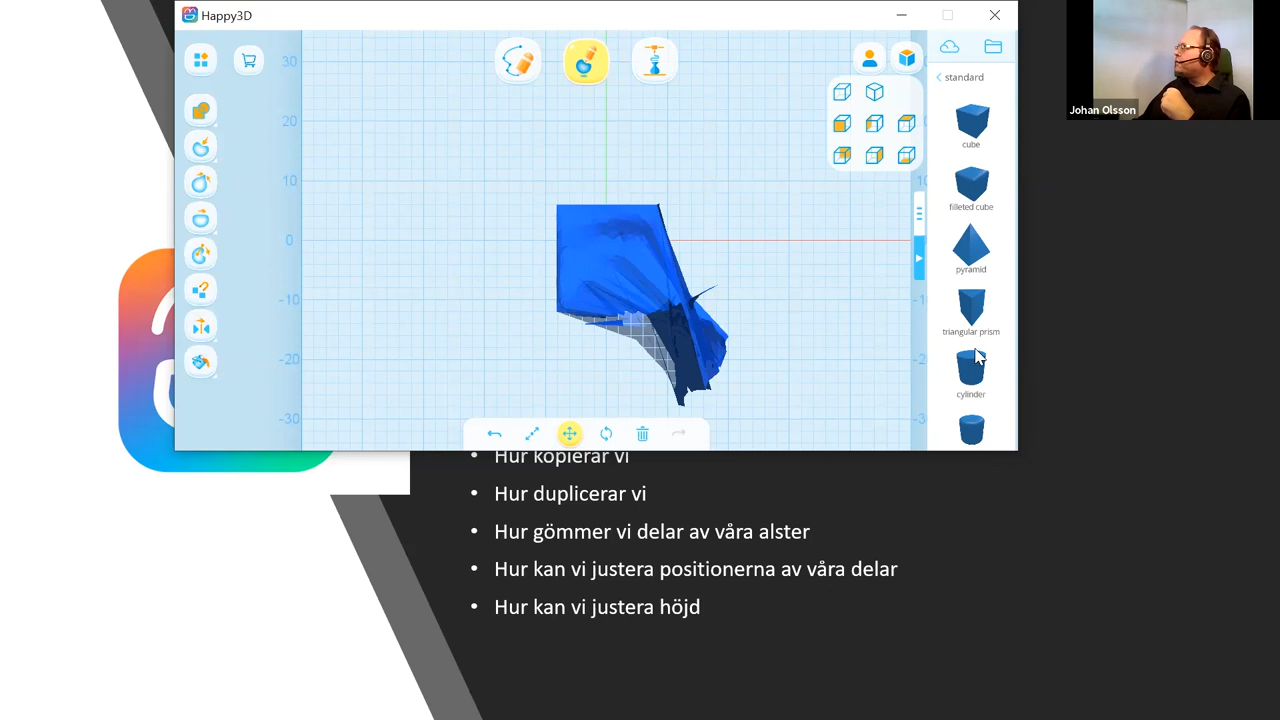 Happy3D
Johan Olsson
standard
cube
filleted cube
pyramid
triangular prism
cylinder
30
20
10
0
-10
-20
-30
10
-2
• Hur kopierar vi
• Hur duplicerar vi
• Hur gömmer vi delar av våra alster
• Hur kan vi justera positionerna av våra delar
• Hur kan vi justera höjd